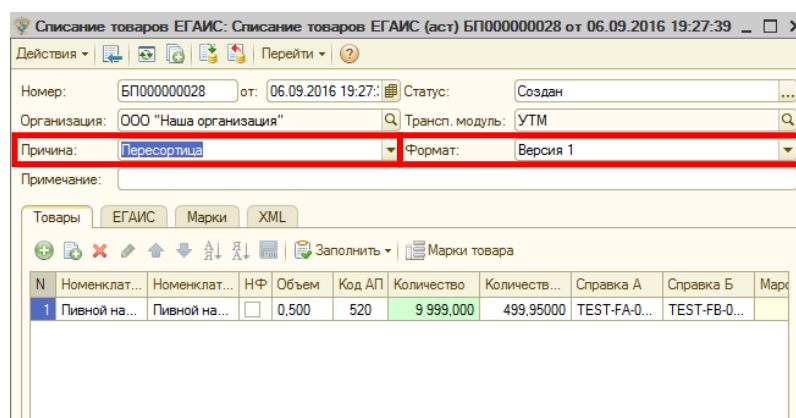 Списание товаров ЕГАИС: Списание товаров ЕГАИС (аст) БП000000028 от 06.09.2016 19:27:39
Действия Перейти
Номер: БП000000028 от: 06.09.2016 19:27: Статус: Создан ...
Организация: ООО "Наша организация" Трансп. модуль: УТМ
Причина: Пересортица Формат: Версия 1
Примечание:
Товары ЕГАИС Марки XML
Заполнить Марки товара
N Номенклат... Номенклат... НФ Объем Код АП Количество Количеств... Справка А Справка Б Марс
1 Пивной на... Пивной на... 0,500 520 9 999,000 499,95000 TEST-FA-0... TEST-FB-0...